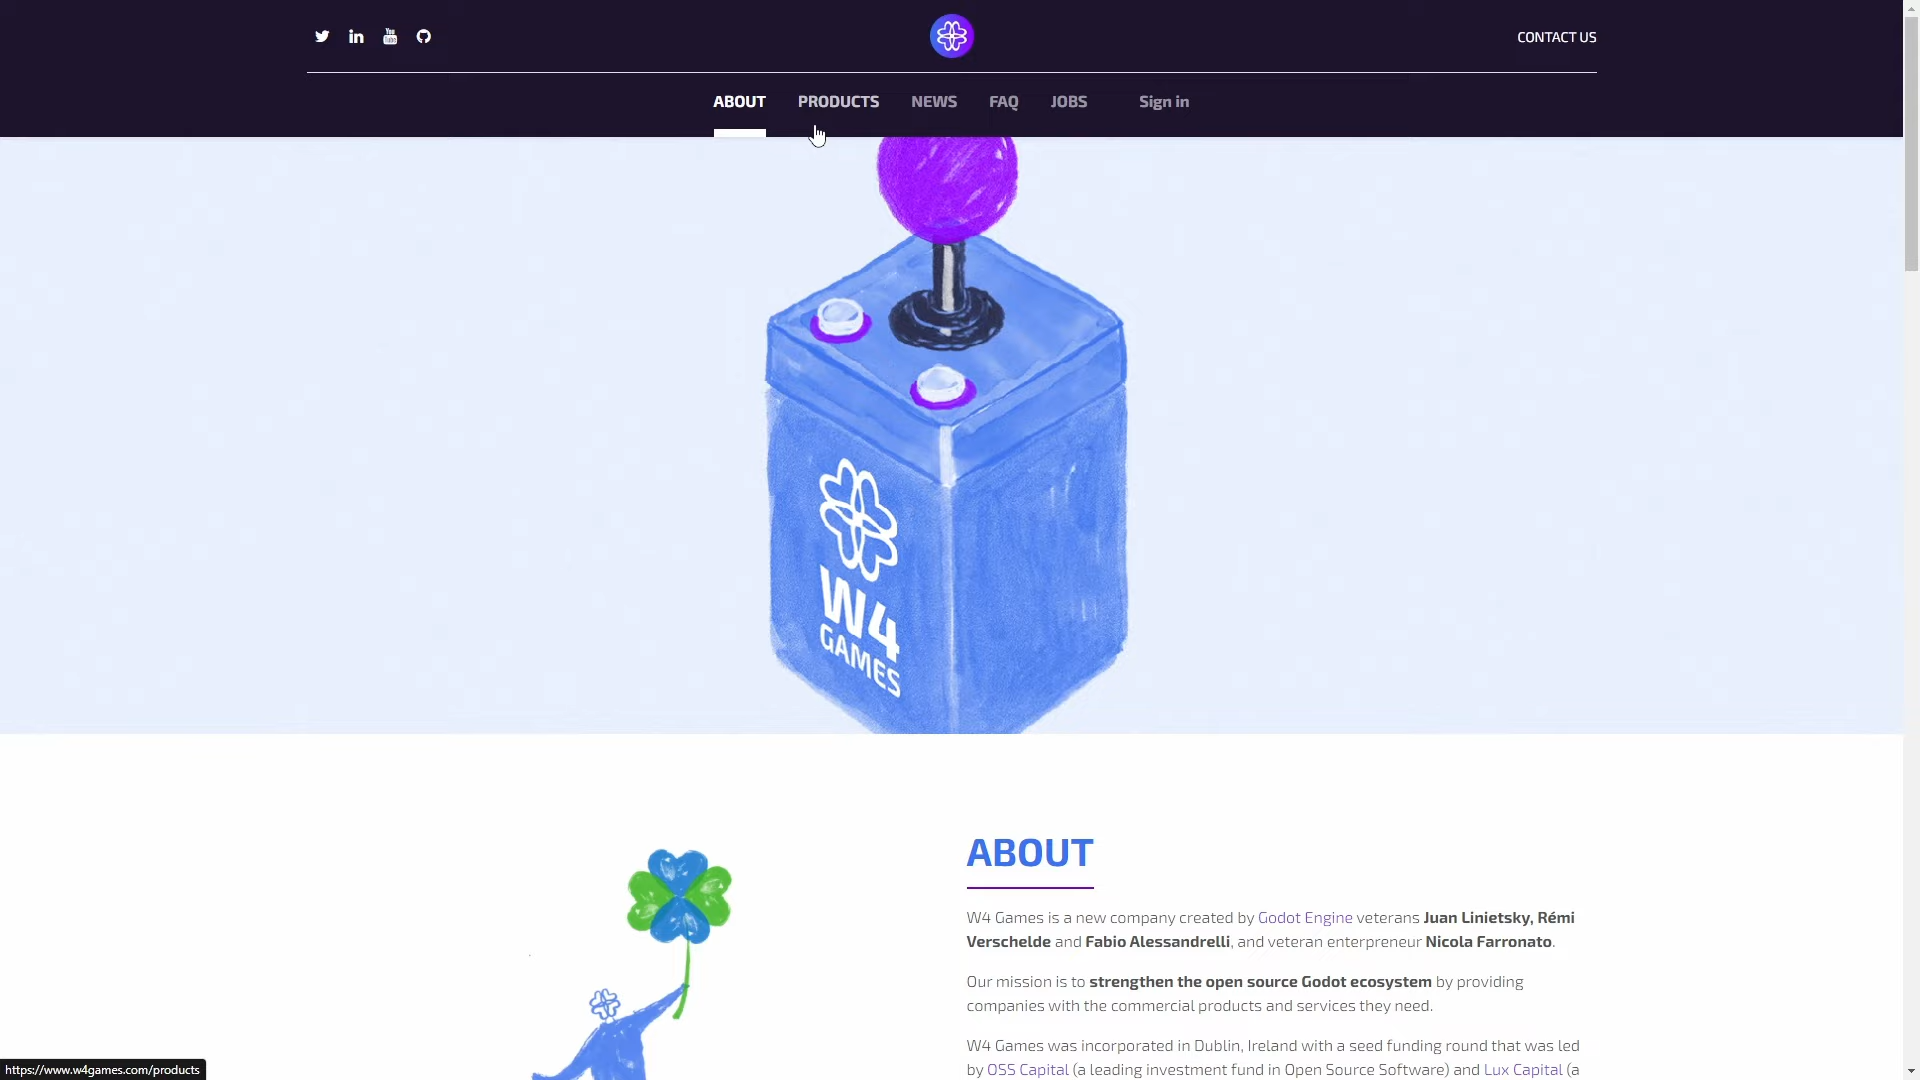 CONTACT US
ABOUT PRODUCTS NEWS FAQ JOBS Sign in
W4
GAMES
ABOUT
W4 Games is a new company created by Godot Engine veterans Juan Linietsky, Rémi
Verschelde and Fabio Alessandrelli, and veteran enterpreneur Nicola Farronato.
Our mission is to strengthen the open source Godot ecosystem by providing
companies with the commercial products and services they need.
W4 Games was incorporated in Dublin, Ireland with a seed funding round that was led
by OSS Capital (a leading investment fund in Open Source Software) and Lux Capital (a
https://www.w4games.com/products